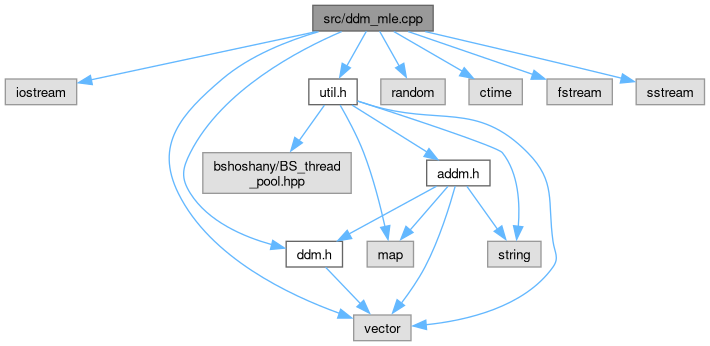 src/ddm_mle.cpp
iostream
util.h
random
ctime
fstream
sstream
bshoshany/BS_thread
_pool.hpp
addm.h
ddm.h
map
string
vector